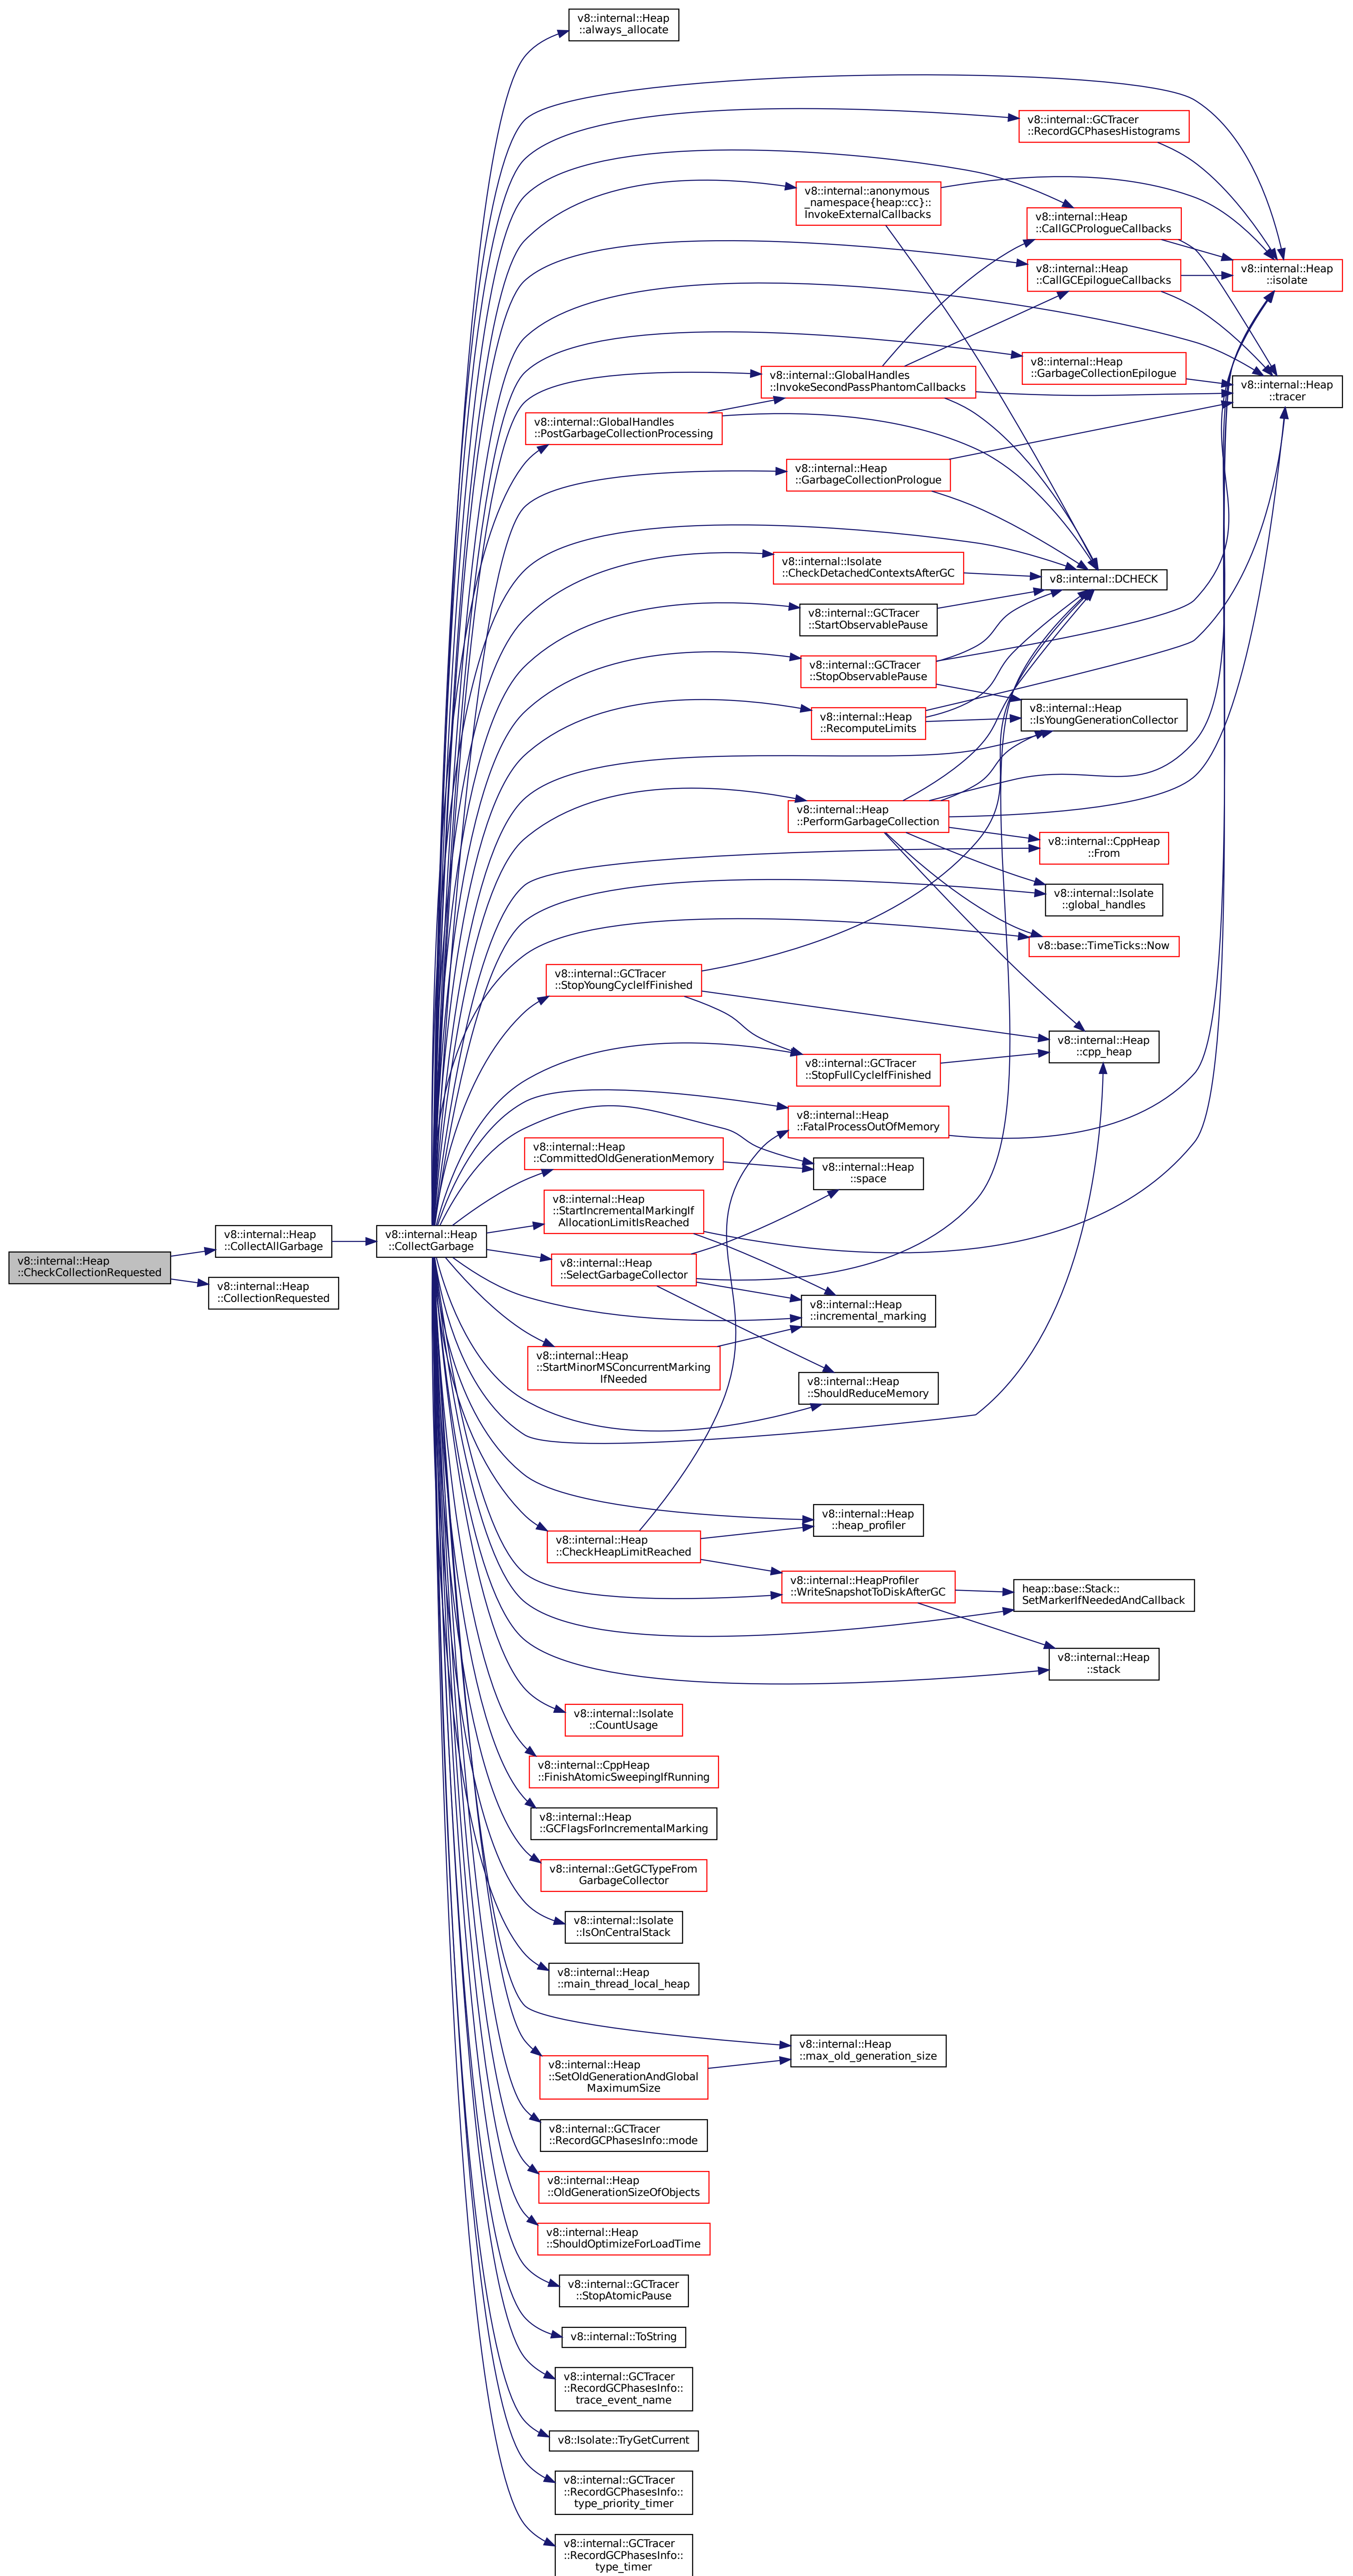 v8::internal::Heap
::always_allocate
v8::internal::GCTracer
::RecordGCPhasesHistograms
v8::internal::anonymous
_namespace{heap::cc}::
InvokeExternalCallbacks
v8::internal::Heap
::CallGCPrologueCallbacks
v8::internal::Heap
::CallGCEpilogueCallbacks
v8::internal::Heap
::isolate
v8::internal::Heap
::GarbageCollectionEpilogue
v8::internal::GlobalHandles
::InvokeSecondPassPhantomCallbacks
v8::internal::Heap
::tracer
v8::internal::GlobalHandles
::PostGarbageCollectionProcessing
v8::internal::Heap
::GarbageCollectionPrologue
v8::internal::Isolate
::CheckDetachedContextsAfterGC
v8::internal::DCHECK
v8::internal::GCTracer
::StartObservablePause
v8::internal::GCTracer
::StopObservablePause
v8::internal::Heap
::IsYoungGenerationCollector
v8::internal::Heap
::RecomputeLimits
v8::internal::Heap
::PerformGarbageCollection
v8::internal::CppHeap
::From
v8::internal::Isolate
::global_handles
v8::base::TimeTicks::Now
v8::internal::GCTracer
::StopYoungCycleIfFinished
v8::internal::Heap
::cpp_heap
v8::internal::GCTracer
::StopFullCycleIfFinished
v8::internal::Heap
::FatalProcessOutOfMemory
v8::internal::Heap
::CommittedOldGenerationMemory
v8::internal::Heap
::space
v8::internal::Heap
::StartIncrementalMarkingIf
AllocationLimitIsReached
v8::internal::Heap
::CollectAllGarbage
v8::internal::Heap
::CollectGarbage
v8::internal::Heap
::CheckCollectionRequested
v8::internal::Heap
::SelectGarbageCollector
v8::internal::Heap
::CollectionRequested
v8::internal::Heap
::incremental_marking
v8::internal::Heap
::StartMinorMSConcurrentMarking
IfNeeded
v8::internal::Heap
::ShouldReduceMemory
v8::internal::Heap
::heap_profiler
v8::internal::Heap
::CheckHeapLimitReached
v8::internal::HeapProfiler
::WriteSnapshotToDiskAfterGC
heap::base::Stack::
SetMarkerIfNeededAndCallback
v8::internal::Heap
::stack
v8::internal::Isolate
::CountUsage
v8::internal::CppHeap
::FinishAtomicSweepingIfRunning
v8::internal::Heap
::GCFlagsForIncrementalMarking
v8::internal::GetGCTypeFrom
GarbageCollector
v8::internal::Isolate
::IsOnCentralStack
v8::internal::Heap
::main_thread_local_heap
v8::internal::Heap
::max_old_generation_size
v8::internal::Heap
::SetOldGenerationAndGlobal
MaximumSize
v8::internal::GCTracer
::RecordGCPhasesInfo::mode
v8::internal::Heap
::OldGenerationSizeOfObjects
v8::internal::Heap
::ShouldOptimizeForLoadTime
v8::internal::GCTracer
::StopAtomicPause
v8::internal::ToString
v8::internal::GCTracer
::RecordGCPhasesInfo::
trace_event_name
v8::Isolate::TryGetCurrent
v8::internal::GCTracer
::RecordGCPhasesInfo::
type_priority_timer
v8::internal::GCTracer
::RecordGCPhasesInfo::
type_timer